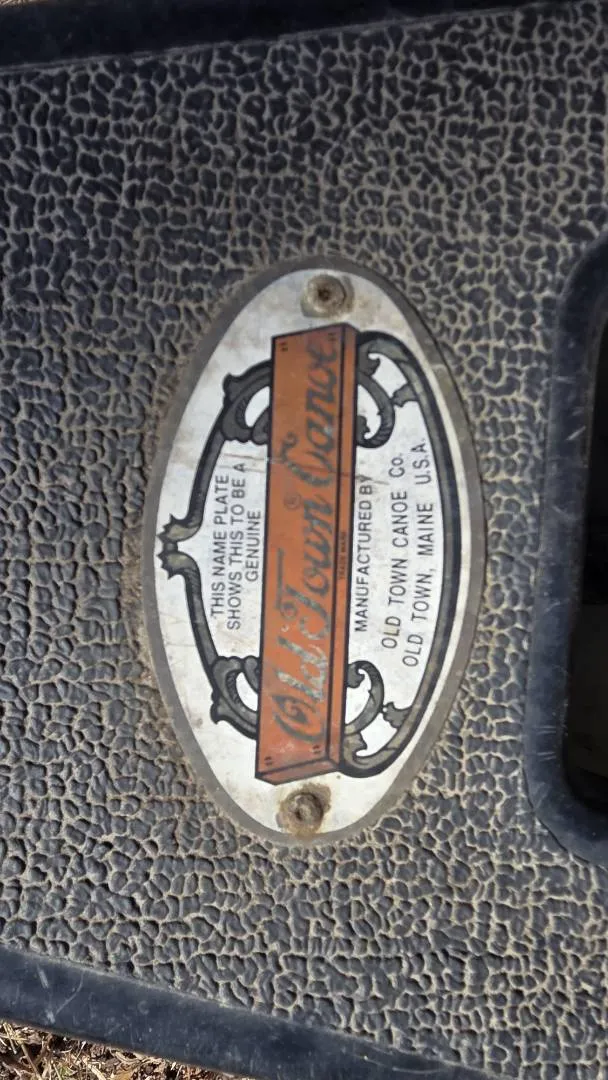 THIS NAME PLATE
SHOWS THIS TO BE A
GENUINE
Old Town Canoe
®
TRADE MARK
MANUFACTURED BY
OLD TOWN CANOE Co.
OLD TOWN, MAINE U.S.A.